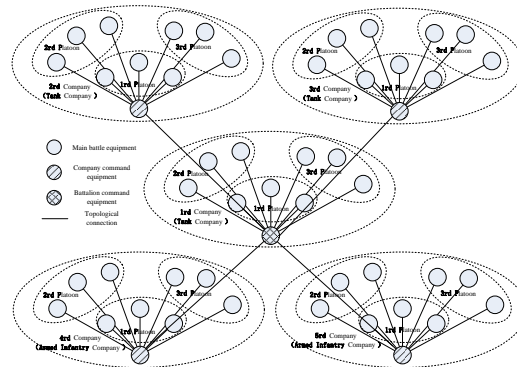 2rd Platoon
3rd Platoon
1rd Platoon
2rd Company
(Tank Company)
2rd Platoon
3rd Platoon
1rd Platoon
3rd Company
(Tank Company)
Main battle equipment
Company command
equipment
Battalion command
equipment
Topological
connection
2rd Platoon
3rd Platoon
1rd Platoon
1rd Company
(Tank Company)
2rd Platoon
3rd Platoon
1rd Platoon
4rd Company
(Armed Infantry Company)
2rd Platoon
3rd Platoon
1rd Platoon
5rd Company
(Armed Infantry Company)